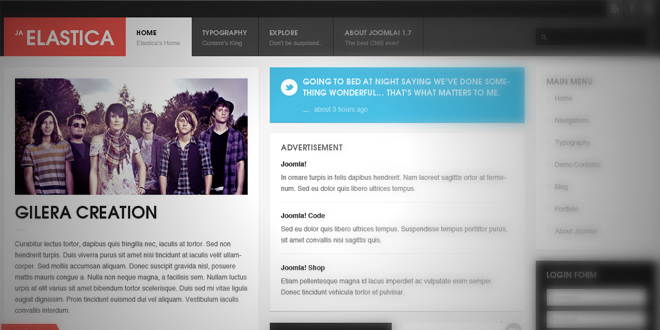 JA ELASTICA
HOME
Elastica's Home
TYPOGRAPHY
Content's King
EXPLORE
Don't be surprised..
ABOUT JOOMLA! 1.7
The best CMS ever!
GILERA CREATION
Curabitur lectus tortor, dapibus quis fringilla nec, iaculis at tortor. Sed non
hendrerit turpis. Duis viverra purus sit amet nisi tincidunt at iaculis velit ullam-
corper. Sed mollis accumsan aliquam. Donec suscipit gravida nisl, posuere
mattis mauris congue a. Nulla non neque magna, a facilisis sem. Nullam luctus
urpis at elit varius sit amet bibendum tortor scelerisque. Duis sed mi vitae ligula
eugiat dignissim. Proin tincidunt euismod dui vel aliquam. Vestibulum iaculis
convallis interdum.
GOING TO BED AT NIGHT SAYING WE'VE DONE SOME-
THING WONDERFUL... THAT'S WHAT MATTERS TO ME.
... about 3 hours ago
ADVERTISEMENT
Joomla!
In ornare turpis in felis dapibus hendrerit. Nam laoreet sagittis ortor at ferme-
num. Sed eu dolor quis libero ultrices tempus.
Joomla! Code
Sed eu dolor quis libero ultrices tempus. Suspendisse tempus porttitor purus,
sit amet convallis nisi sagittis quis.
Joomla! Shop
Etiam pellentesque magna id lacus imperdiet ac vulputate enim semper.
Donec tincidunt vehicula tortor et pulvinar.
MAIN MENU
Home
Navigation
Typography
Demo Contents
Blog
Portfolio
About Joomla!
LOGIN FORM